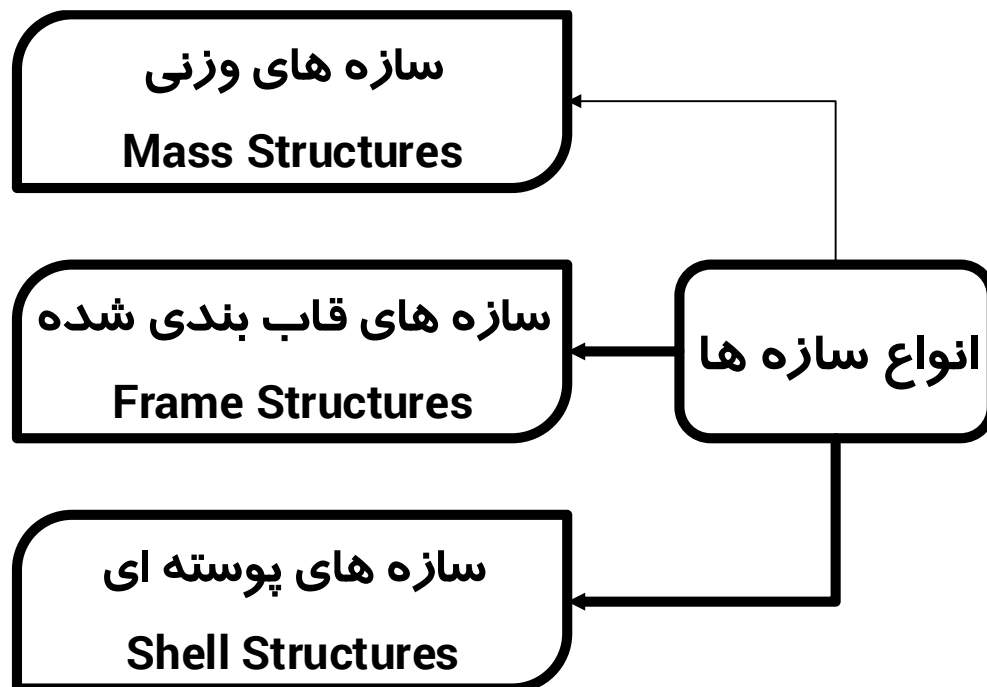 انواع سازه ها
سازه های وزنی
Mass Structures
سازه های قاب بندی شده
Frame Structures
سازه های پوسته ای
Shell Structures